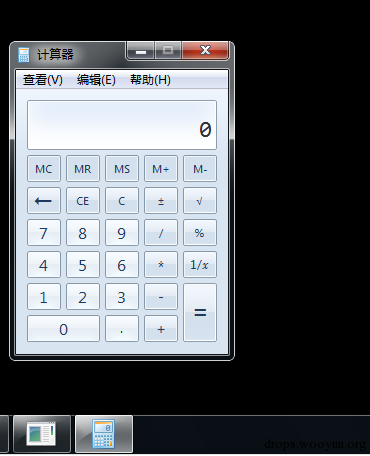 计算器
查看(V) 编辑(E) 帮助(H)
0
MC MR MS M+ M-
← CE C ± √
7 8 9 / %
4 5 6 * 1/x
1 2 3 - =
0 . +
drops.wooyun.org